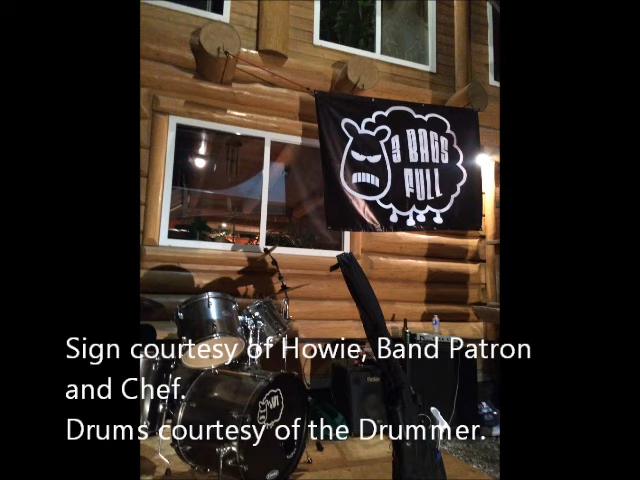 3 BAGS
FULL
Sign courtesy of Howie, Band Patron
and Chef.
Drums courtesy of the Drummer.